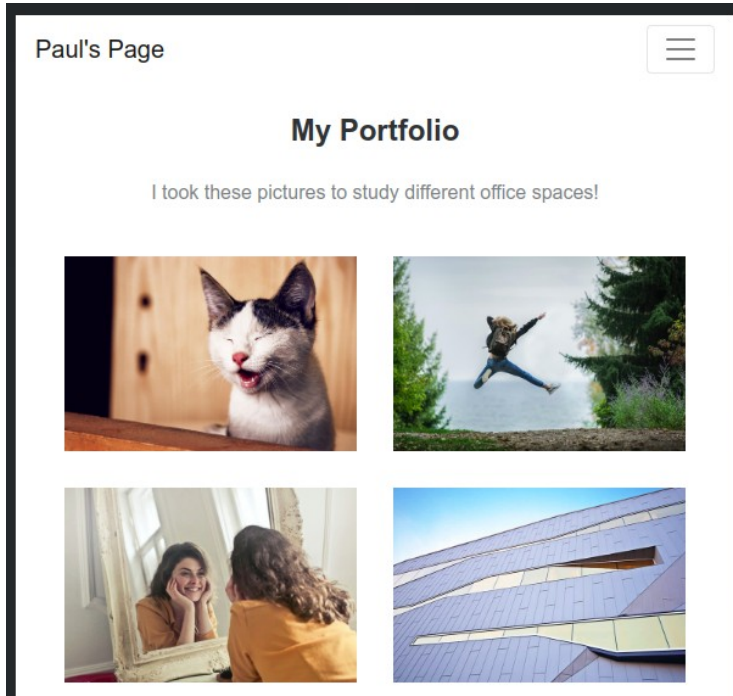 Paul's Page
My Portfolio
I took these pictures to study different office spaces!